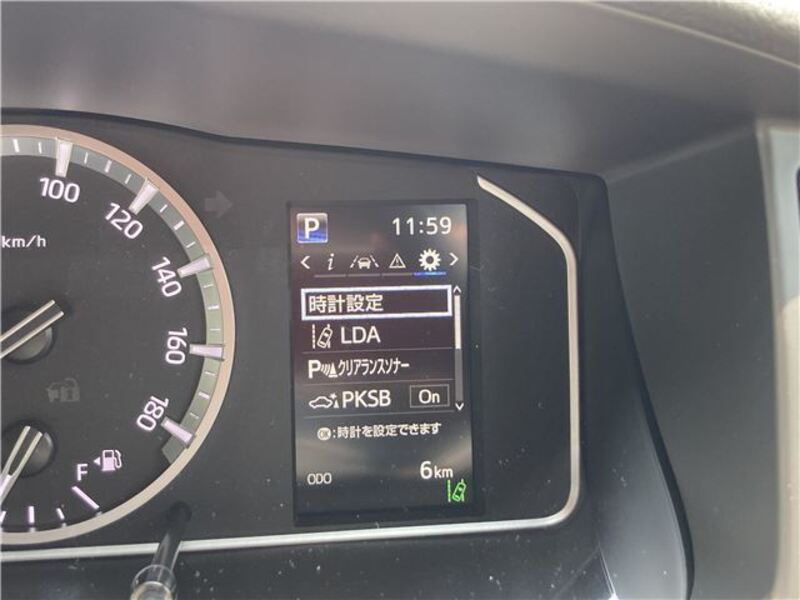 100
120
140
160
180
km/h
F
P 11:59
i
時計設定
LDA
Pクリアランスソナー
PKSB On
OK:時計を設定できます
ODO 6km